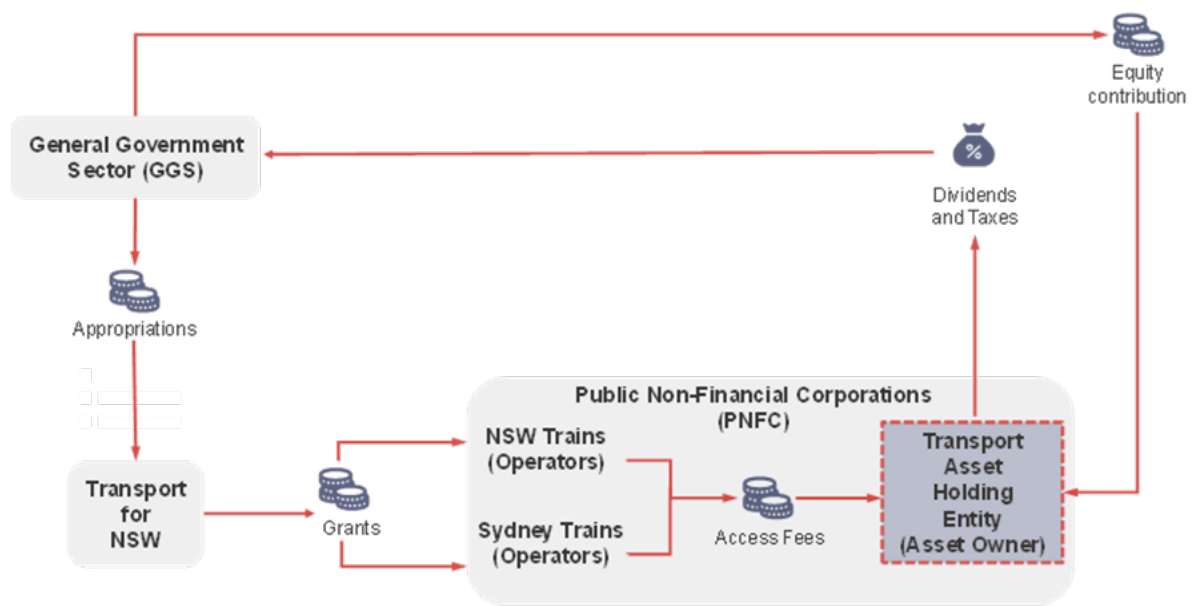 Equity
contribution
General Government
Sector (GGS)
%
Dividends
and Taxes
Appropriations
Public Non-Financial Corporations
(PNFC)
NSW Trains
(Operators)
Transport
Asset
Holding
Entity
(Asset Owner)
Transport
for
NSW
Grants
Sydney Trains
(Operators)
Access Fees